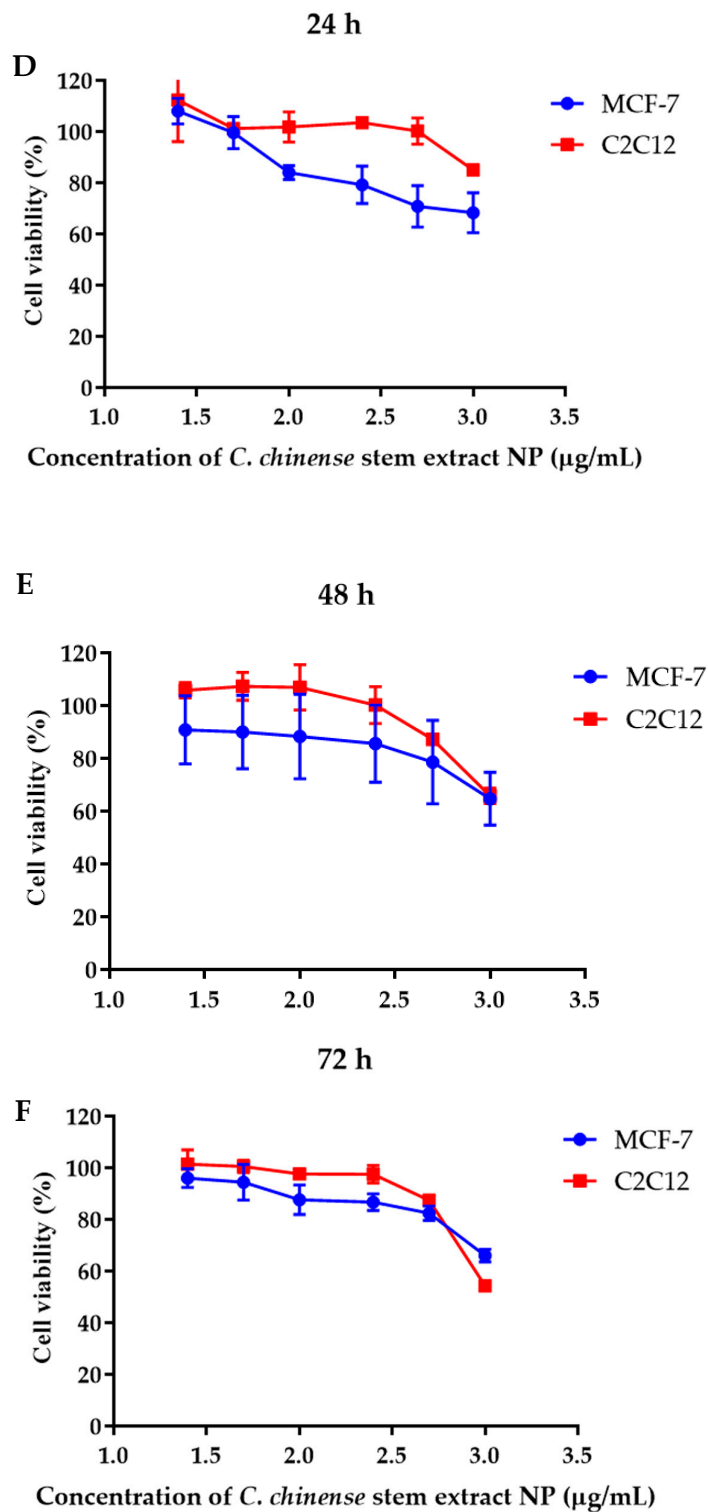 24 h
D
120
100
80
60
40
20
0
Cell viability (%)
MCF-7
C2C12
1.0 1.5 2.0 2.5 3.0 3.5
Concentration of C. chinense stem extract NP (µg/mL)
E
48 h
120
100
80
60
40
20
0
Cell viability (%)
MCF-7
C2C12
1.0 1.5 2.0 2.5 3.0 3.5
72 h
F
120
100
80
60
40
20
0
Cell viability (%)
MCF-7
C2C12
1.0 1.5 2.0 2.5 3.0 3.5
Concentration of C. chinense stem extract NP (µg/mL)